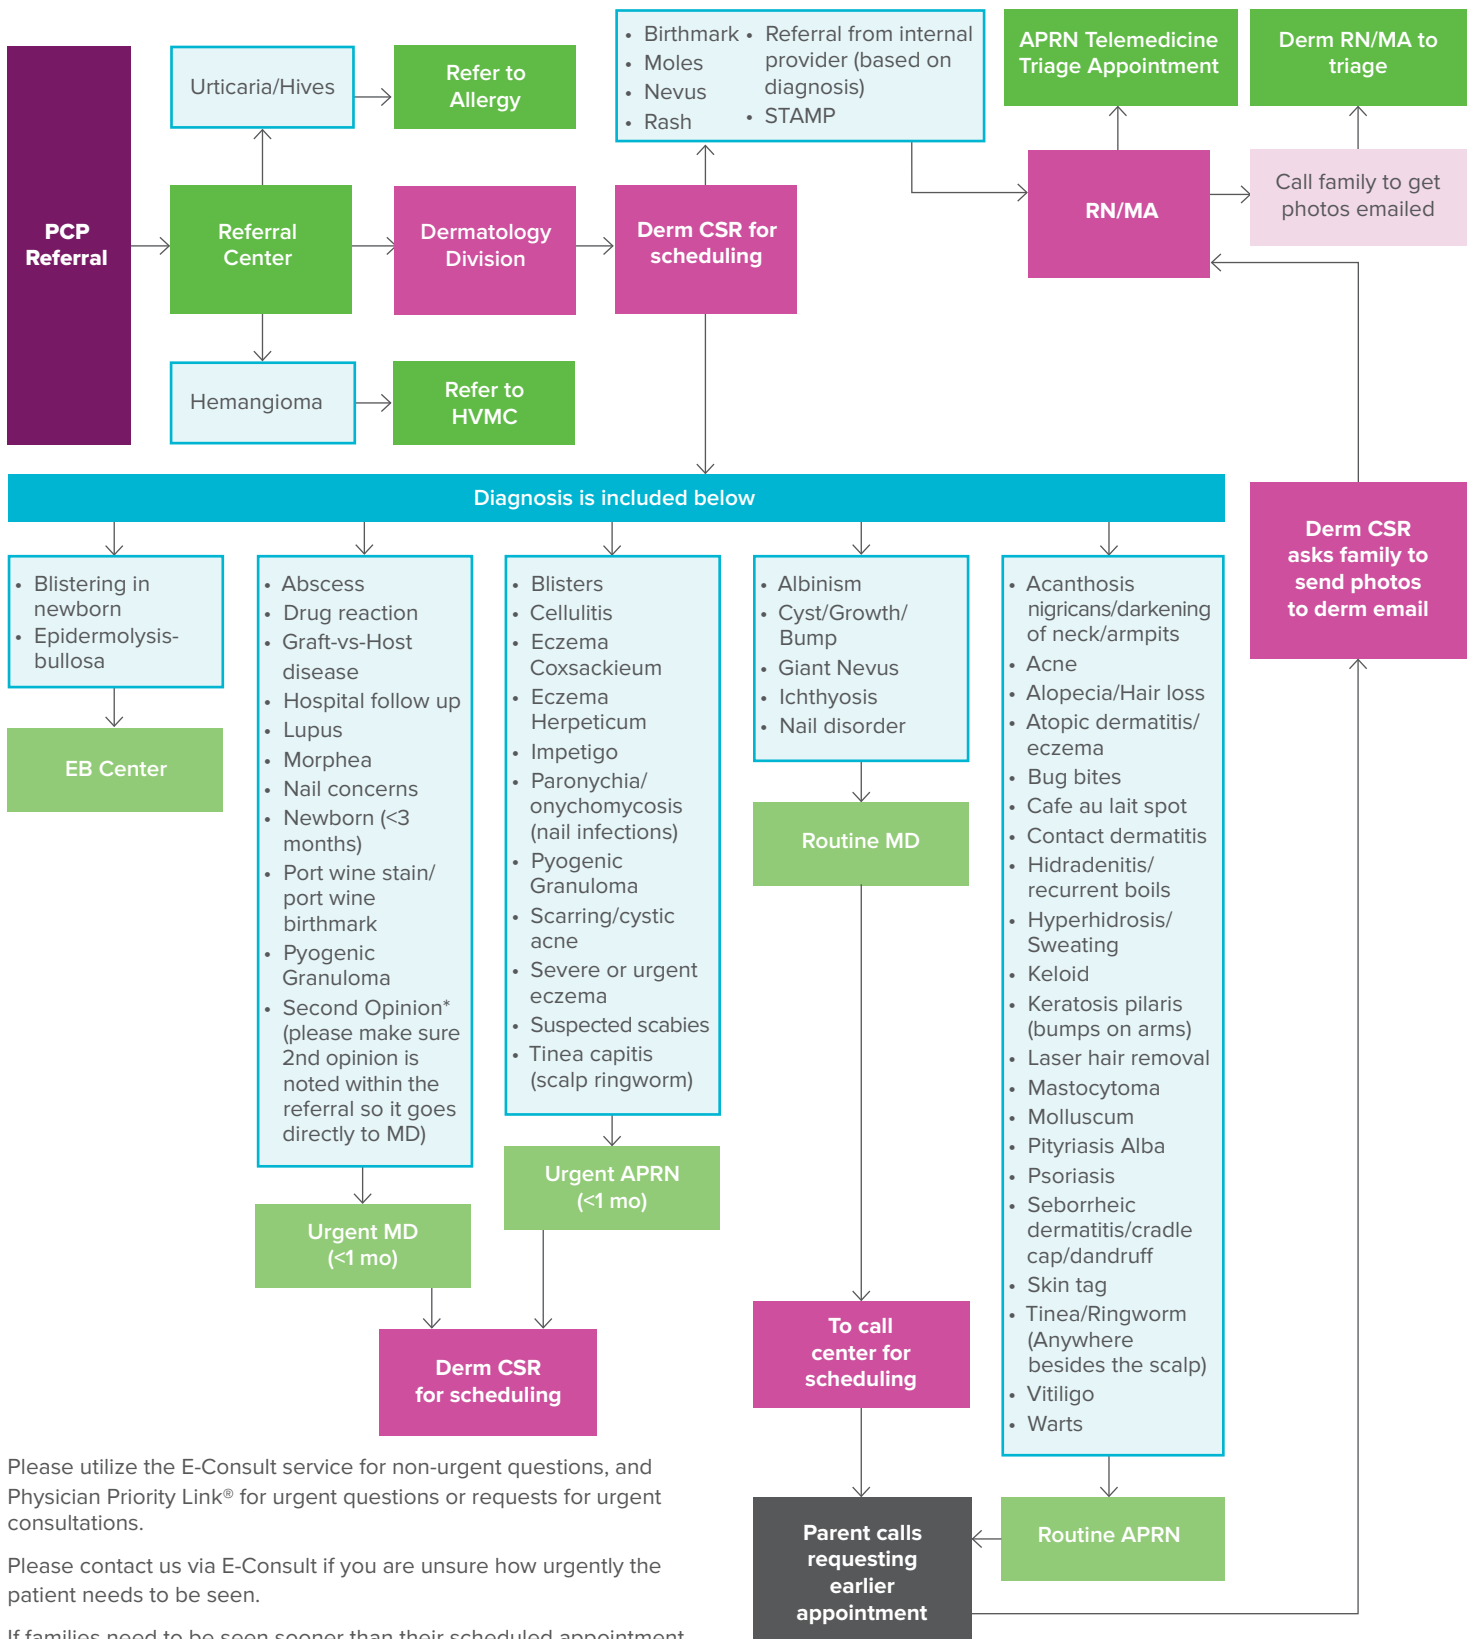 PCP
Referral
Urticaria/Hives
Refer to
Allergy
Referral
Center
Dermatology
Division
Hemangioma
Refer to
HVMC
Derm CSR for
scheduling
• Birthmark
• Moles
• Nevus
• Rash
• Referral from internal
provider (based on
diagnosis)
• STAMP
APRN Telemedicine
Triage Appointment
Derm RN/MA to
triage
RN/MA
Call family to get
photos emailed
Diagnosis is included below
Derm CSR
asks family to
send photos
to derm email
• Blistering in
newborn
• Epidermolysis-
bullosa
EB Center
• Abscess
• Drug reaction
• Graft-vs-Host
disease
• Hospital follow up
• Lupus
• Morphea
• Nail concerns
• Newborn (<3
months)
• Port wine stain/
port wine
birthmark
• Pyogenic
Granuloma
• Second Opinion*
(please make sure
2nd opinion is
noted within the
referral so it goes
directly to MD)
Urgent MD
(<1 mo)
• Blisters
• Cellulitis
• Eczema
Coxsackieum
• Eczema
Herpeticum
• Impetigo
• Paronychia/
onychomycosis
(nail infections)
• Pyogenic
Granuloma
• Scarring/cystic
acne
• Severe or urgent
eczema
• Suspected scabies
• Tinea capitis
(scalp ringworm)
Urgent APRN
(<1 mo)
Derm CSR
for scheduling
• Albinism
• Cyst/Growth/
Bump
• Giant Nevus
• Ichthyosis
• Nail disorder
Routine MD
To call
center for
scheduling
Parent calls
requesting
earlier
appointment
• Acanthosis
nigricans/darkening
of neck/armpits
• Acne
• Alopecia/Hair loss
• Atopic dermatitis/
eczema
• Bug bites
• Cafe au lait spot
• Contact dermatitis
• Hidradenitis/
recurrent boils
• Hyperhidrosis/
Sweating
• Keloid
• Keratosis pilaris
(bumps on arms)
• Laser hair removal
• Mastocytoma
• Molluscum
• Pityriasis Alba
• Psoriasis
• Seborrheic
dermatitis/cradle
cap/dandruff
• Skin tag
• Tinea/Ringworm
(Anywhere
besides the scalp)
• Vitiligo
• Warts
Routine APRN
Please utilize the E-Consult service for non-urgent questions, and
Physician Priority Link® for urgent questions or requests for urgent
consultations.
Please contact us via E-Consult if you are unsure how urgently the
patient needs to be seen.
If families need to be seen sooner than their scheduled appointment